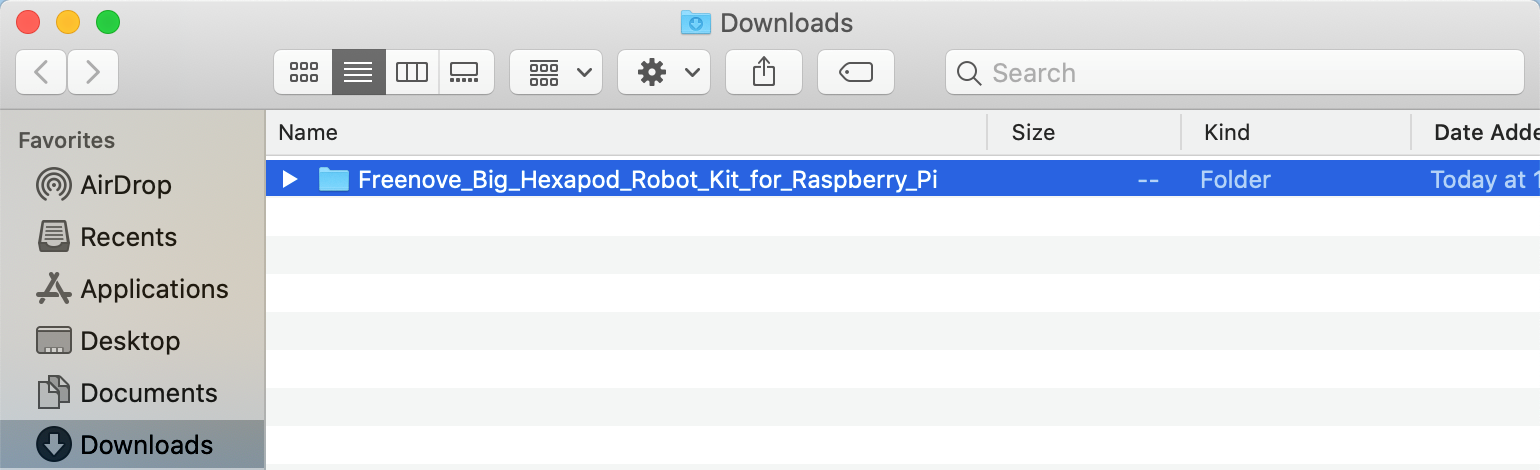 Downloads
Search
Favorites
AirDrop
Recents
Applications
Desktop
Documents
Downloads
Name Size Kind Date Adde
Freenove_Big_Hexapod_Robot_Kit_for_Raspberry_Pi -- Folder Today at 1